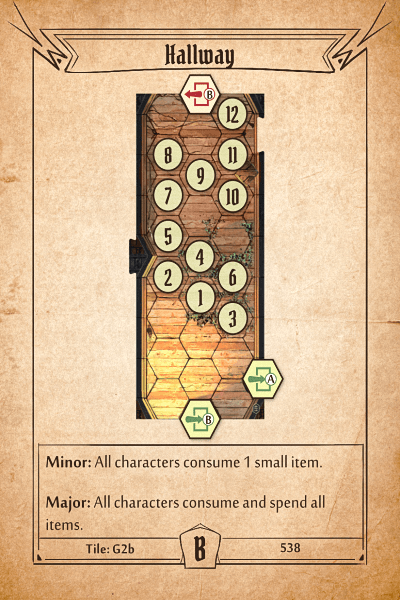 Hallway
B
12
8
11
9
7
10
5
4
2
6
1
3
A
B
Minor: All characters consume 1 small item.
Major: All characters consume and spend all
items.
Tile: G2b
B
538